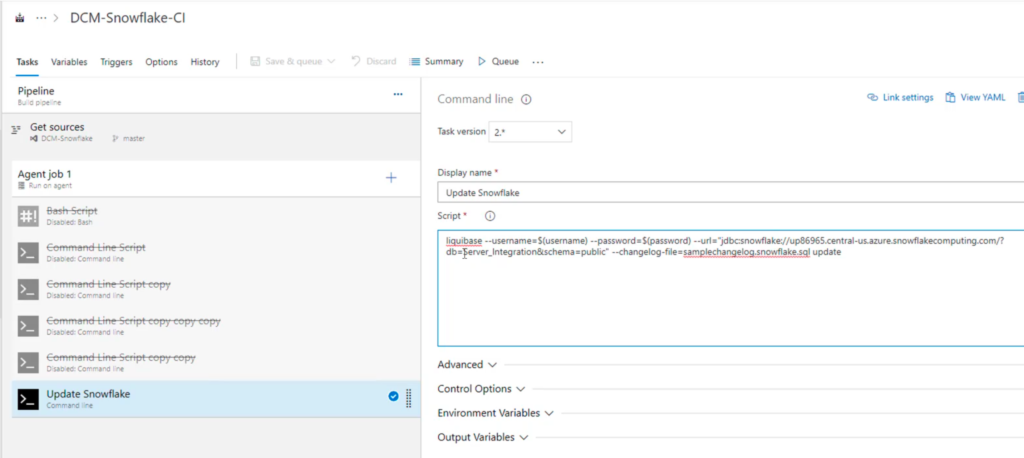 ··· > DCM-Snowflake-CI
Tasks Variables Triggers Options History Save & queue Discard Summary Queue ···
Pipeline
Build pipeline
···
Get sources
DCM-Snowflake master
Agent job 1
Run on agent
Bash Script
Disabled: Bash
Command Line Script
Disabled: Command line
Command Line Script copy
Disabled: Command line
Command Line Script copy copy copy
Disabled: Command line
Command Line Script copy copy
Disabled: Command line
Update Snowflake
Command line
Command line Link settings View YAML
Task version 2.*
Display name *
Update Snowflake
Script *
liquibase --username=$(username) --password=$(password) --url="jdbc:snowflake://up86965.central-us.azure.snowflakecomputing.com/?
db=Server_Integration&schema=public" --changelog-file=samplechangelog.snowflake.sql update
Advanced
Control Options
Environment Variables
Output Variables